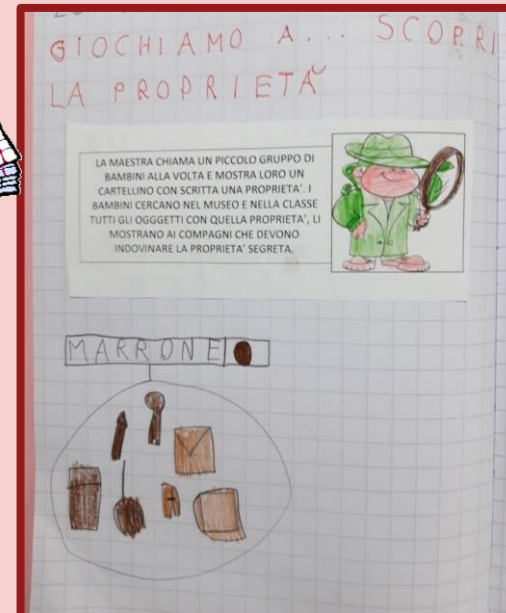 GIOCHIAMO A... SCOPRI
LA PROPRIETÀ
LA MAESTRA CHIAMA UN PICCOLO GRUPPO DI
BAMBINI ALLA VOLTA E MOSTRA LORO UN
CARTELLINO CON SCRITTA UNA PROPRIETA'. I
BAMBINI CERCANO NEL MUSEO E NELLA CLASSE
TUTTI GLI OGGGETTI CON QUELLA PROPRIETA', LI
MOSTRANO AI COMPAGNI CHE DEVONO
INDOVINARE LA PROPRIETA' SEGRETA.
MARRONE